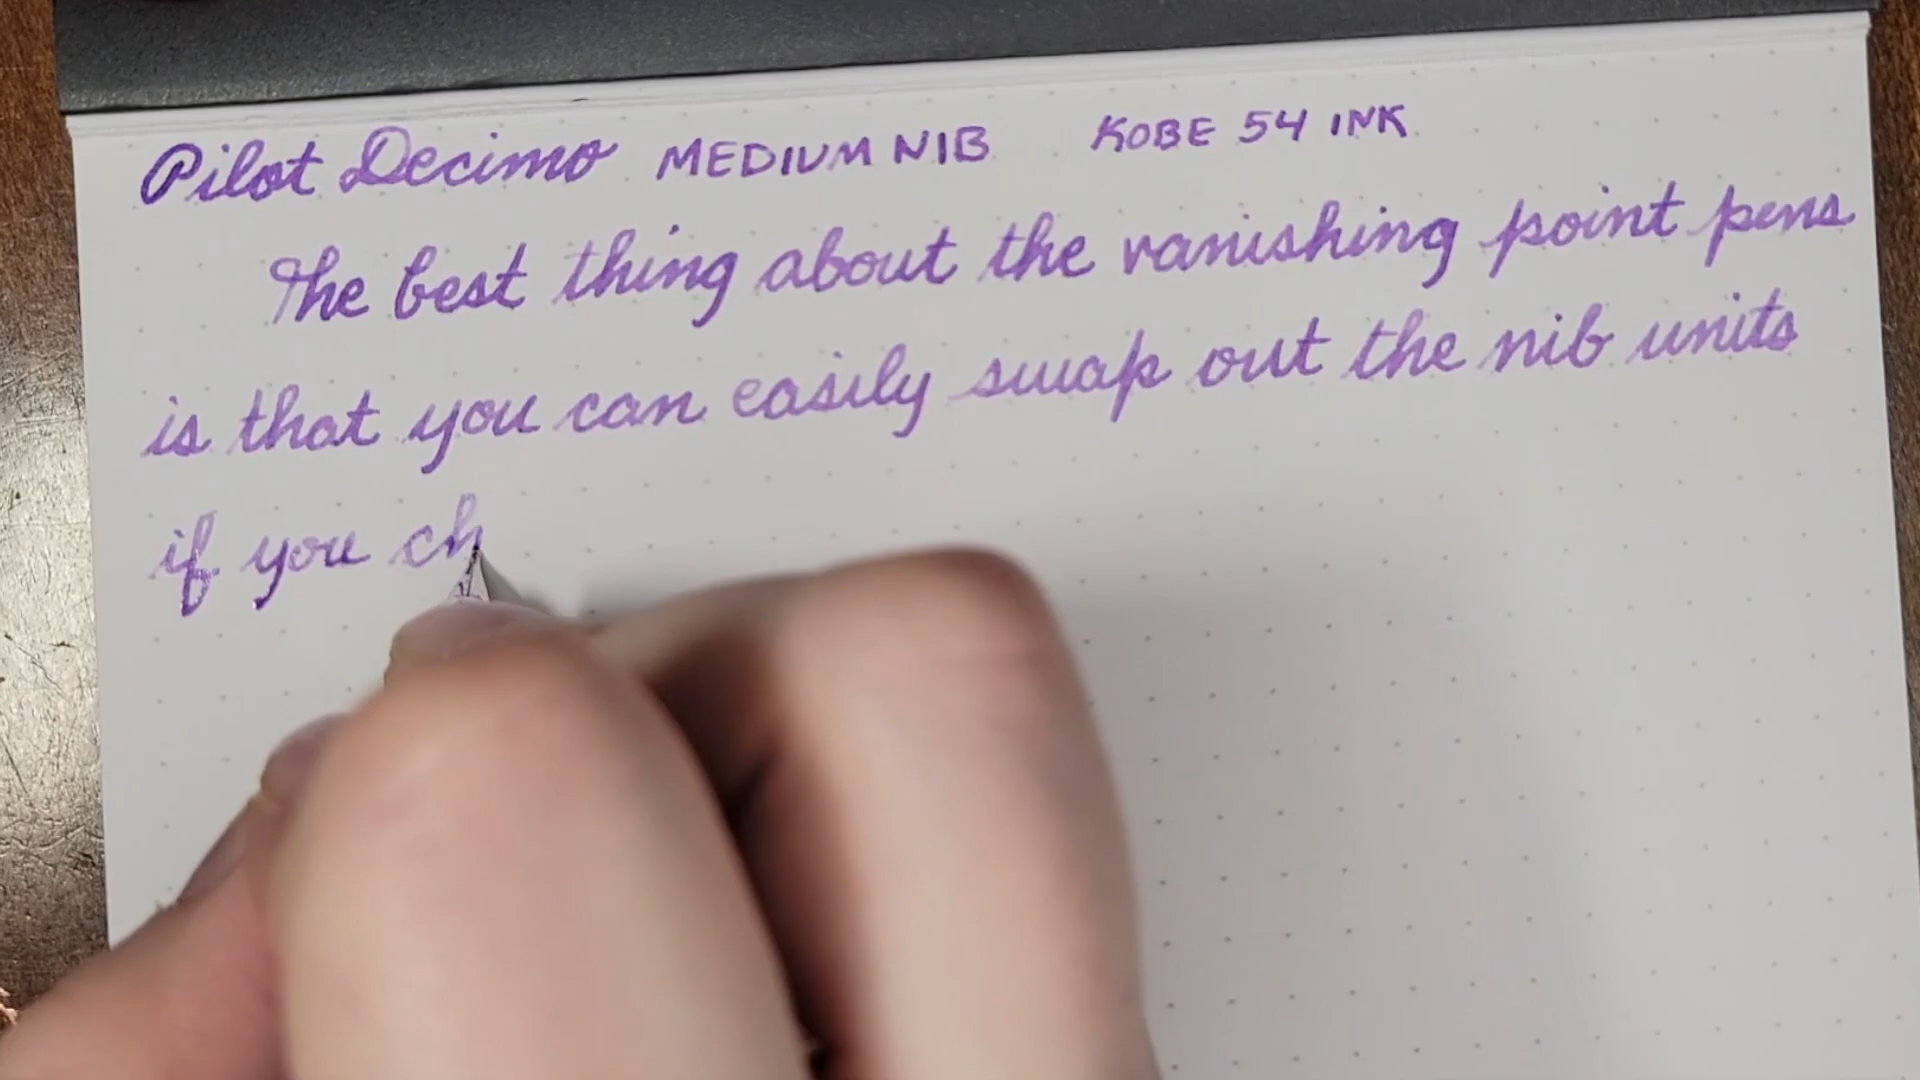 Pilot Decimo MEDIUM NIB KOBE 54 INK
The best thing about the vanishing point pens
is that you can easily swap out the nib units
if you ch